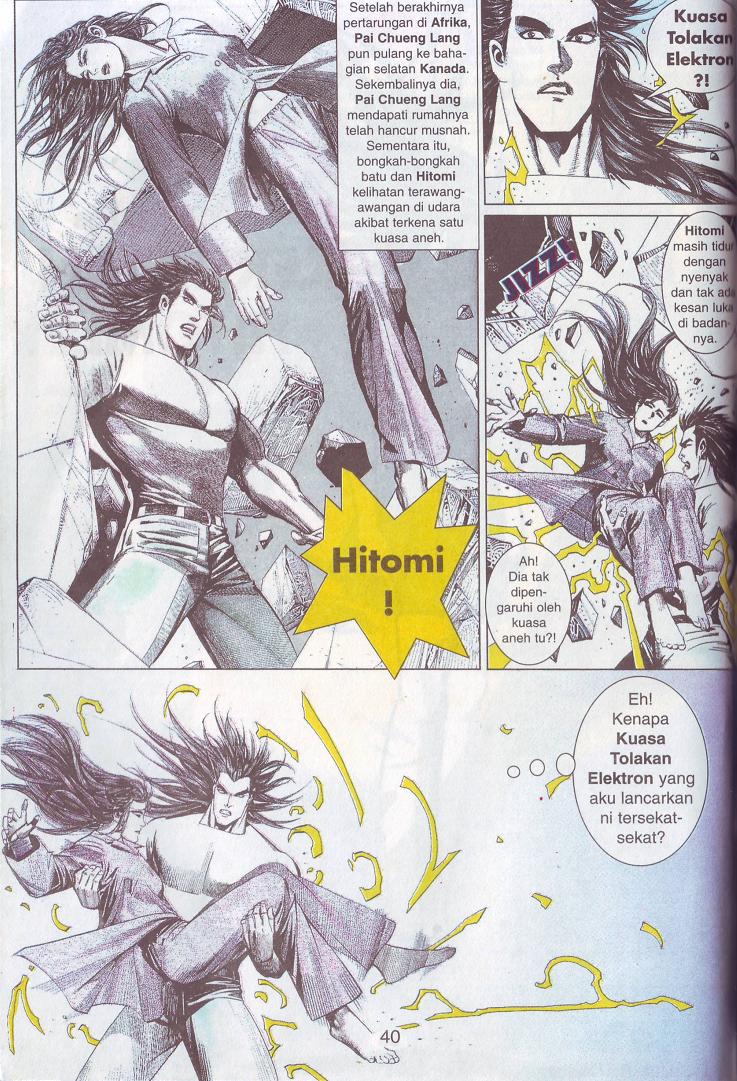 Setelah berakhirnya
pertarungan di Afrika,
Pai Chueng Lang
pun pulang ke baha-
gian selatan Kanada.
Sekembalinya dia,
Pai Chueng Lang
mendapati rumahnya
telah hancur musnah.
Sementara itu,
bongkah-bongkah
batu dan Hitomi
kelihatan terawang-
awangan di udara
akibat terkena satu
kuasa aneh.
Hitomi
!
Kuasa
Tolakan
Elektron
?!
JIZZ!
Hitomi
masih tidur
dengan
nyenyak
dan tak ada
kesan luka
di badan-
nya.
Ah!
Dia tak
dipen-
garuhi oleh
kuasa
aneh tu?!
Eh!
Kenapa
Kuasa
Tolakan
Elektron yang
aku lancarkan
ni tersekat-
sekat?
40